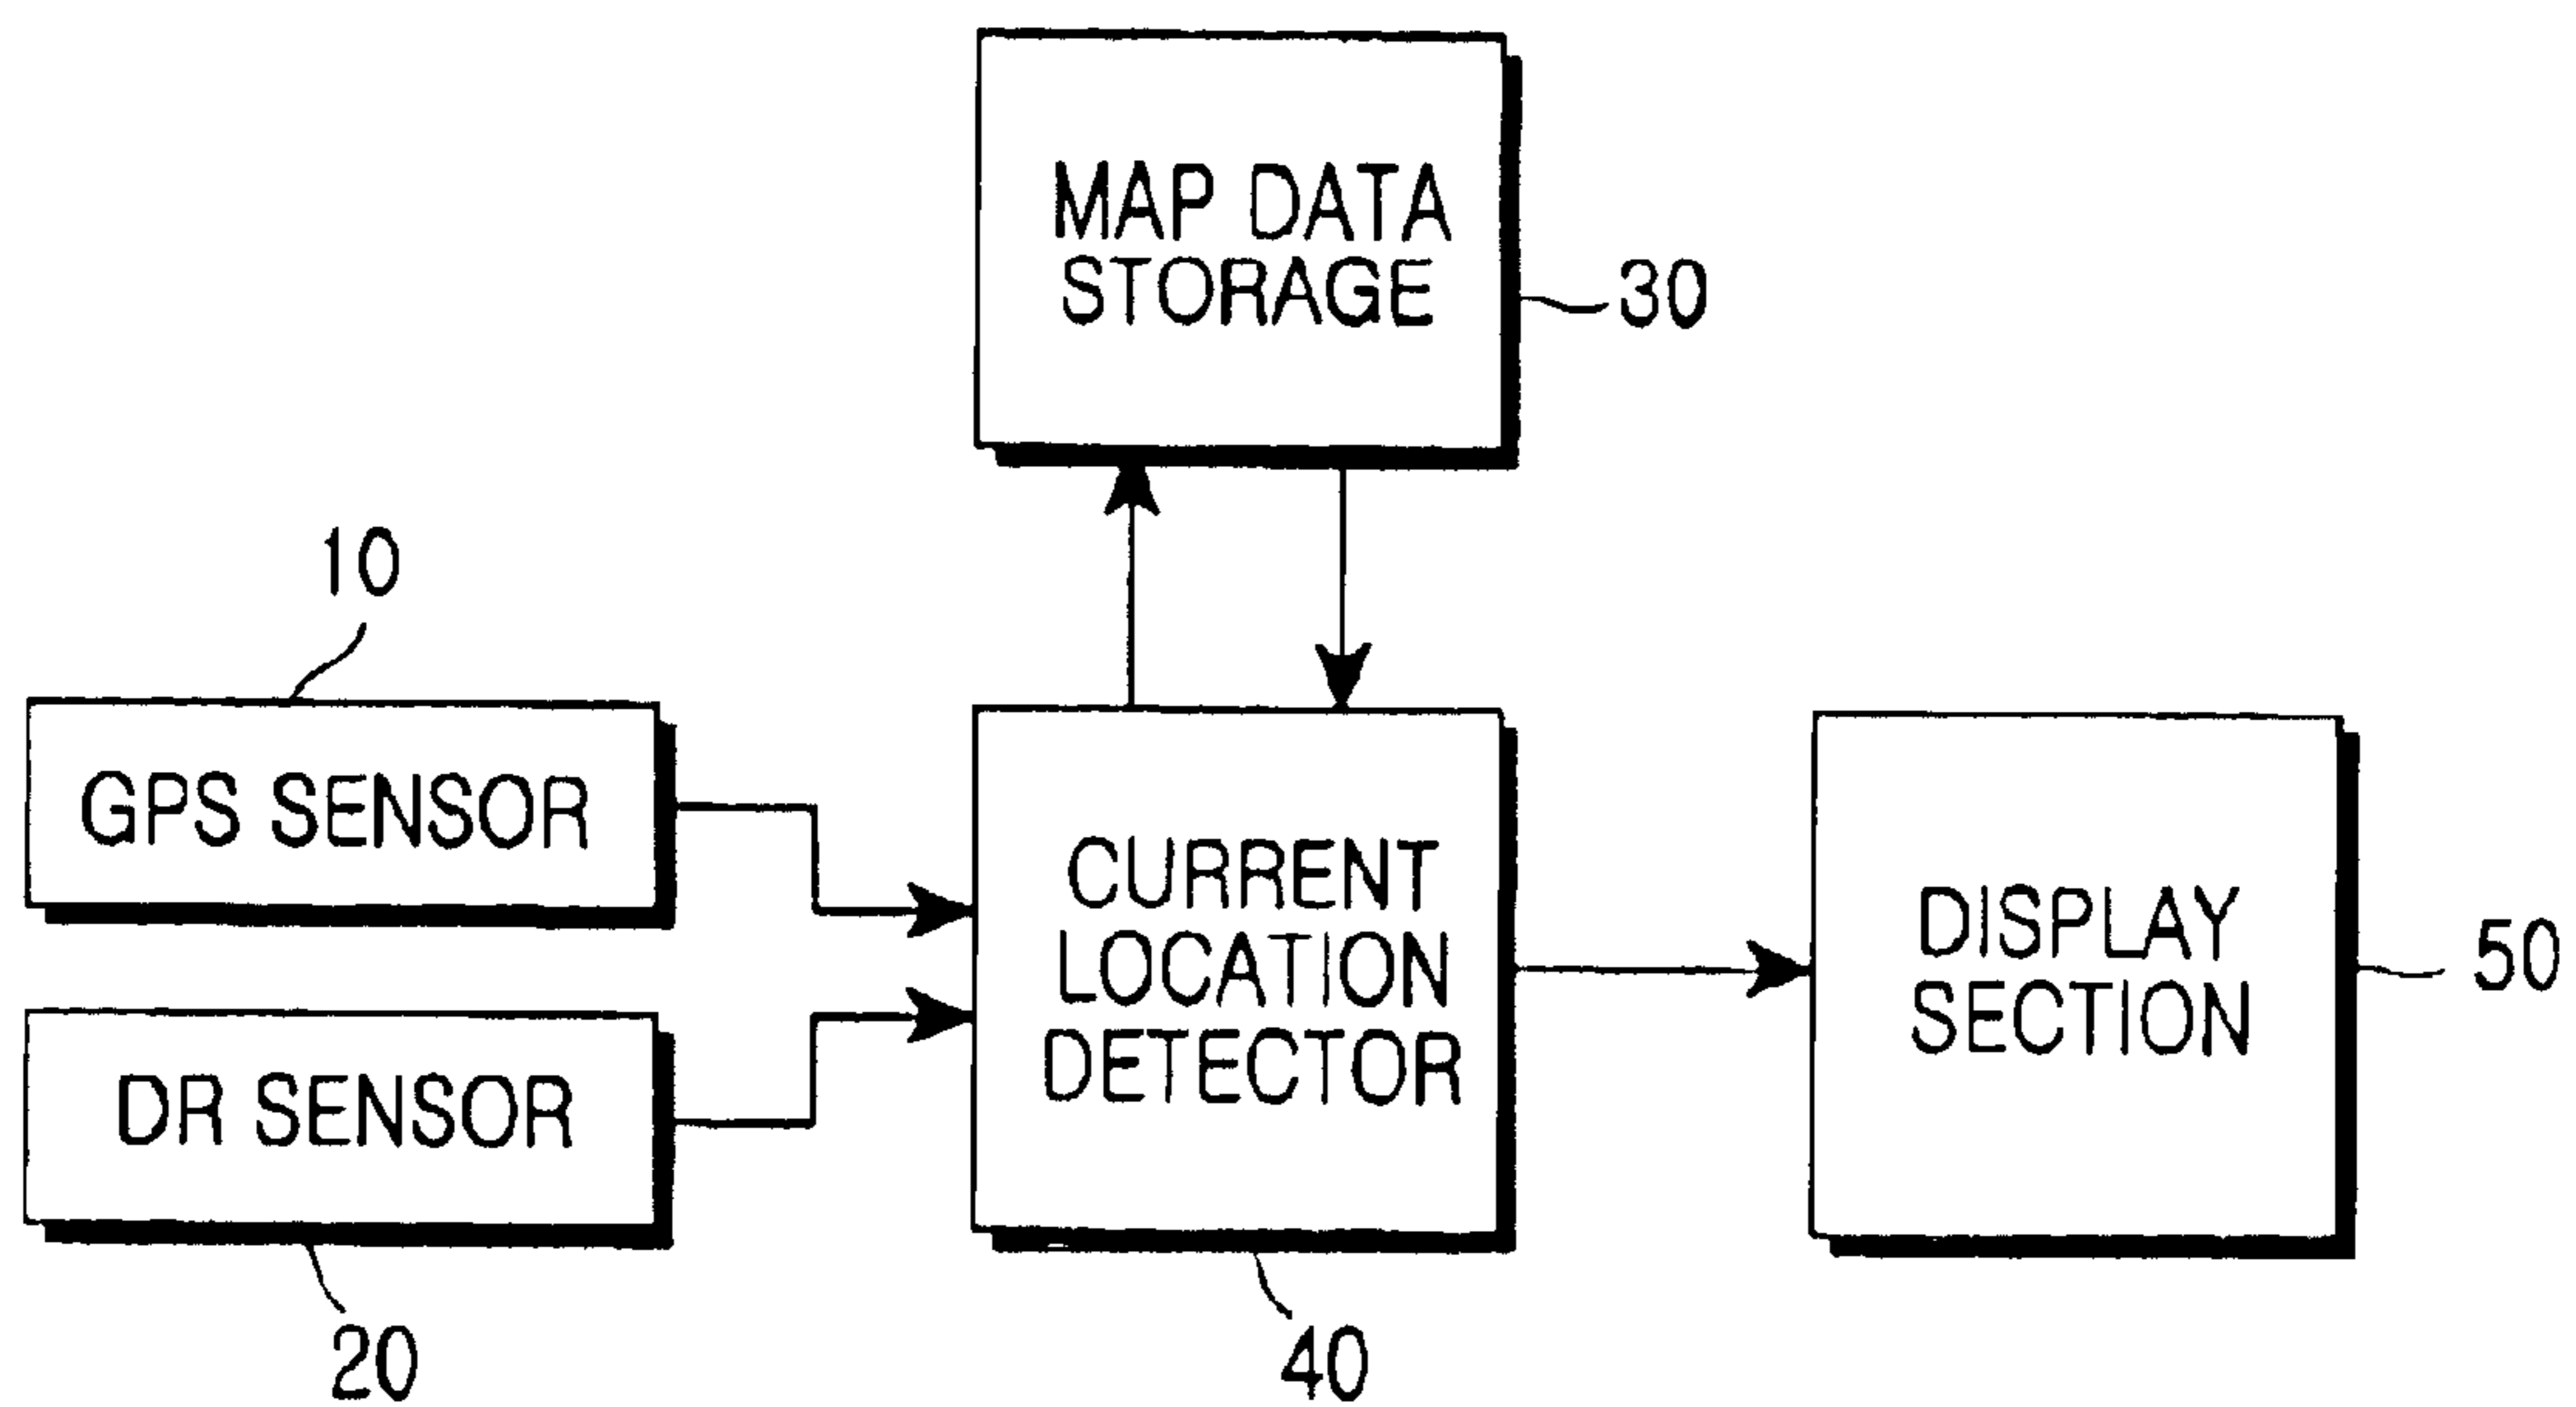 MAP DATA
STORAGE
30
10
GPS SENSOR
DR SENSOR
20
CURRENT
LOCATION
DETECTOR
40
DISPLAY
SECTION
50